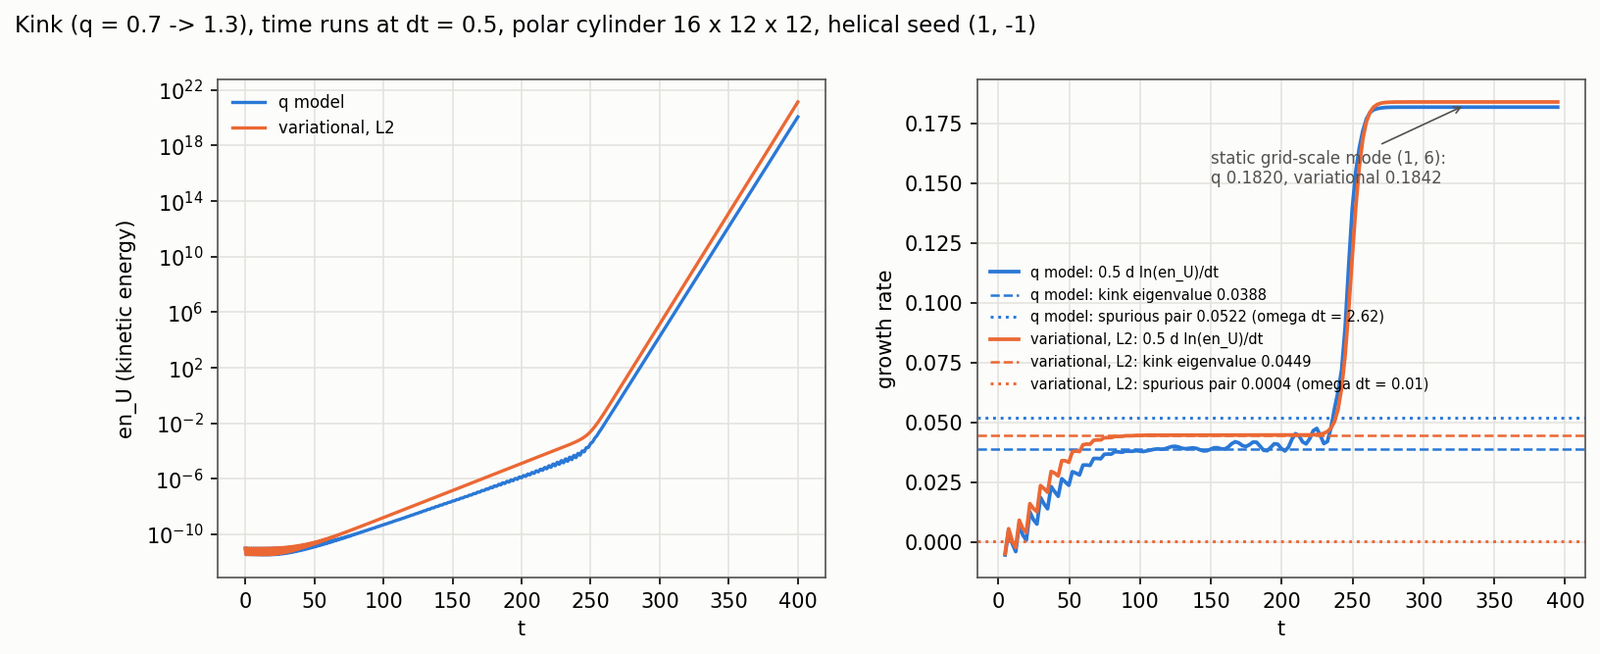 Kink (q = 0.7 -> 1.3), time runs at dt = 0.5, polar cylinder 16 x 12 x 12, helical seed (1, -1)
en_U (kinetic energy)
10^22
10^18
10^14
10^10
10^6
10^2
10^−2
10^−6
10^−10
q model
variational, L2
0
50
100
150
200
250
300
350
400
t
growth rate
0.175
0.150
0.125
0.100
0.075
0.050
0.025
0.000
static grid-scale mode (1, 6):
q 0.1820, variational 0.1842
q model: 0.5 d ln(en_U)/dt
q model: kink eigenvalue 0.0388
q model: spurious pair 0.0522 (omega dt = 2.62)
variational, L2: 0.5 d ln(en_U)/dt
variational, L2: kink eigenvalue 0.0449
variational, L2: spurious pair 0.0004 (omega dt = 0.01)
0
50
100
150
200
250
300
350
400
t